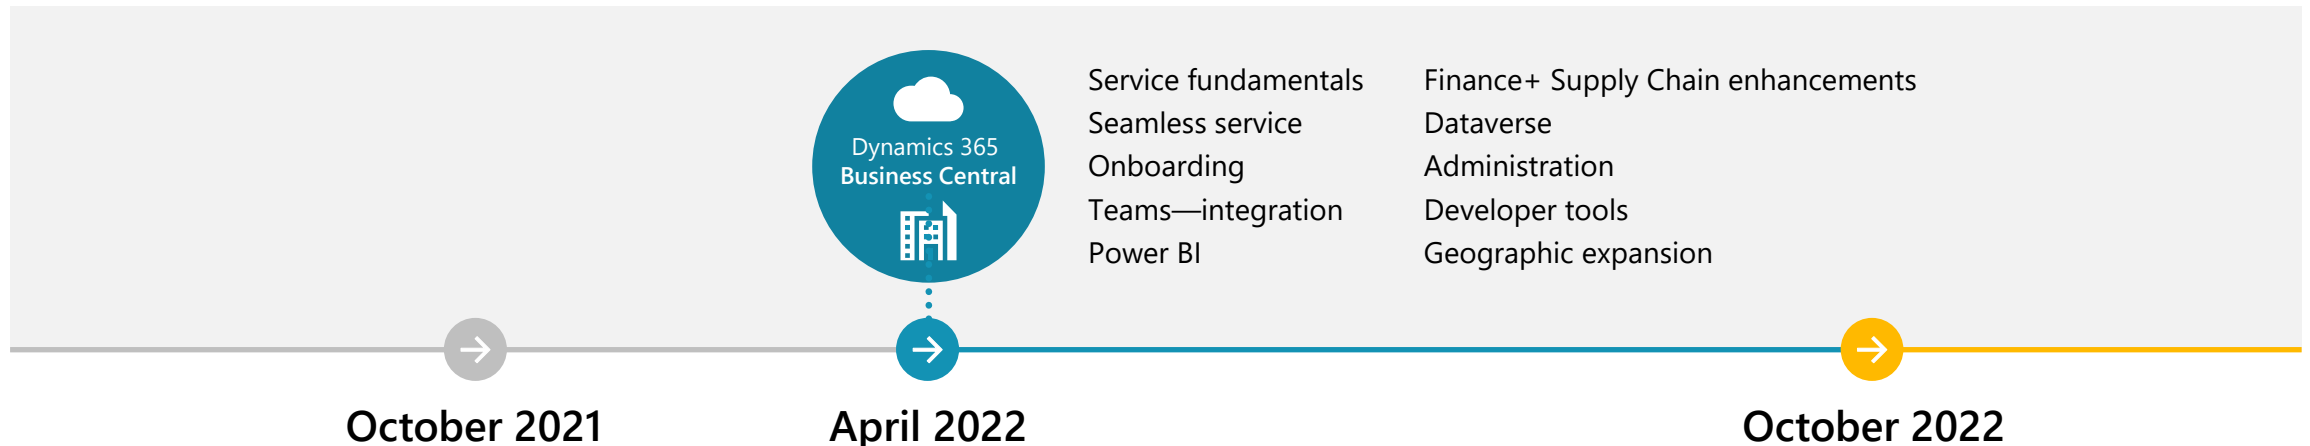 Dynamics 365
Business Central
Service fundamentals
Seamless service
Onboarding
Teams—integration
Power BI
Finance+ Supply Chain enhancements
Dataverse
Administration
Developer tools
Geographic expansion
October 2021
April 2022
October 2022